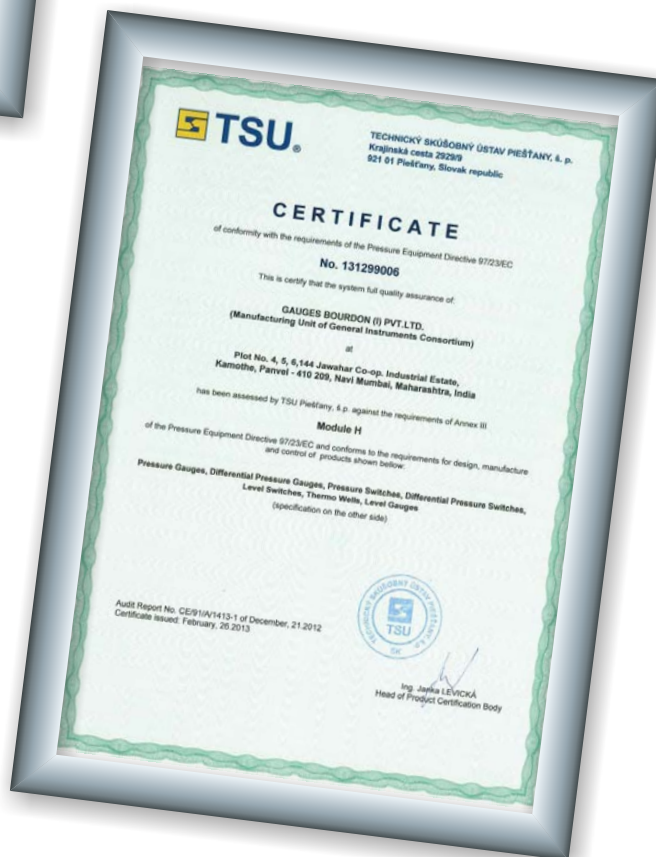 TSU®
TECHNICKÝ SKÚŠOBNÝ ÚSTAV PIEŠŤANY, š. p.
Krajinská cesta 2929/9
921 01 Piešťany, Slovak republic
CERTIFICATE
of conformity with the requirements of the Pressure Equipment Directive 97/23/EC
No. 131299006
This is certify that the system full quality assurance of:
GAUGES BOURDON (I) PVT.LTD.
(Manufacturing Unit of General Instruments Consortium)
at
Plot No. 4, 5, 6,144 Jawahar Co-op. Industrial Estate,
Kamothe, Panvel - 410 209, Navi Mumbai, Maharashtra, India
has been assessed by TSU Piešťany, š.p. against the requirements of Annex III
Module H
of the Pressure Equipment Directive 97/23/EC and conforms to the requirements for design, manufacture
and control of products shown below:
Pressure Gauges, Differential Pressure Gauges, Pressure Switches, Differential Pressure Switches,
Level Switches, Thermo Wells, Level Gauges
(specification on the other side)
Audit Report No. CE/91/A/1413-1 of December, 21.2012
Certificate issued: February, 26.2013
TECHNICKÝ SKÚŠOBNÝ ÚSTAV PIEŠŤANY š.p.
TSU
SK
Ing. Janka LEVICKÁ
Head of Product Certification Body